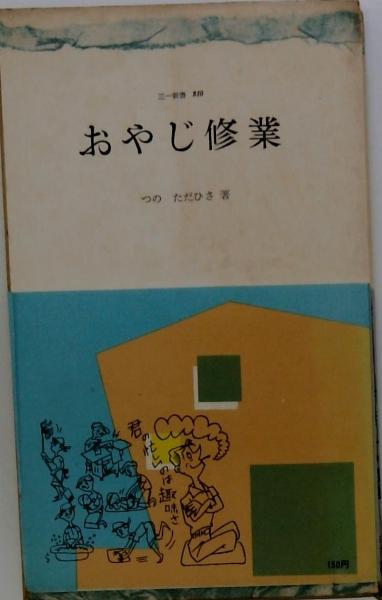 三一新書 810
おやじ修業
つの ただひさ 著
君の忙しのは趣味さ
150円